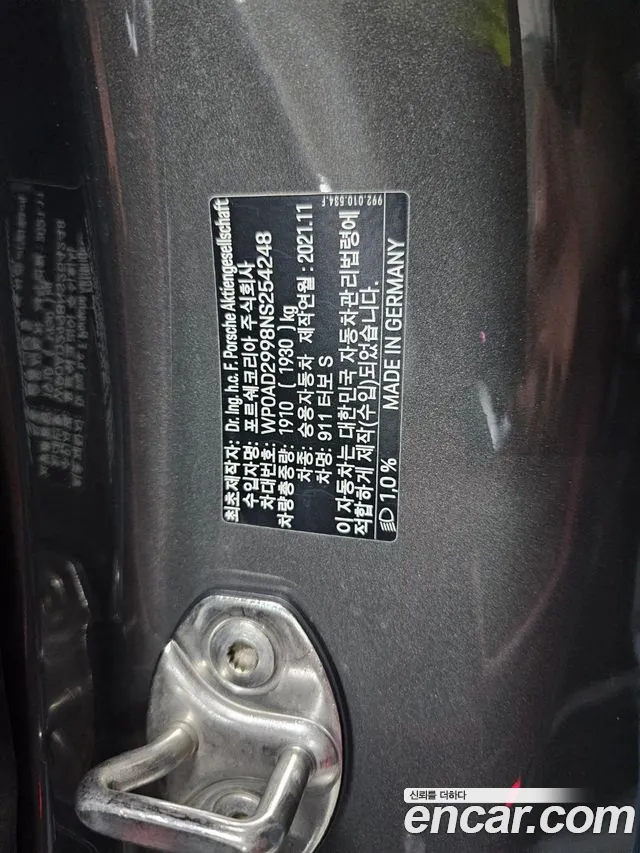 최초제작자: Dr. Ing. h.c. F. Porsche Aktiengesellschaft
수입자명: 포르쉐코리아 주식회사
차대번호: WP0AD2998NS254248
차량총중량: 1910 ( 1930 ) kg
차종: 승용자동차 제작연월 : 2021.11
차명: 911 터보 S
이 자동차는 대한민국 자동차관리법령에
적합하게 제작(수입)되었습니다.
1,0 % MADE IN GERMANY
992.010.534.F
신뢰를 더하다
encar.com